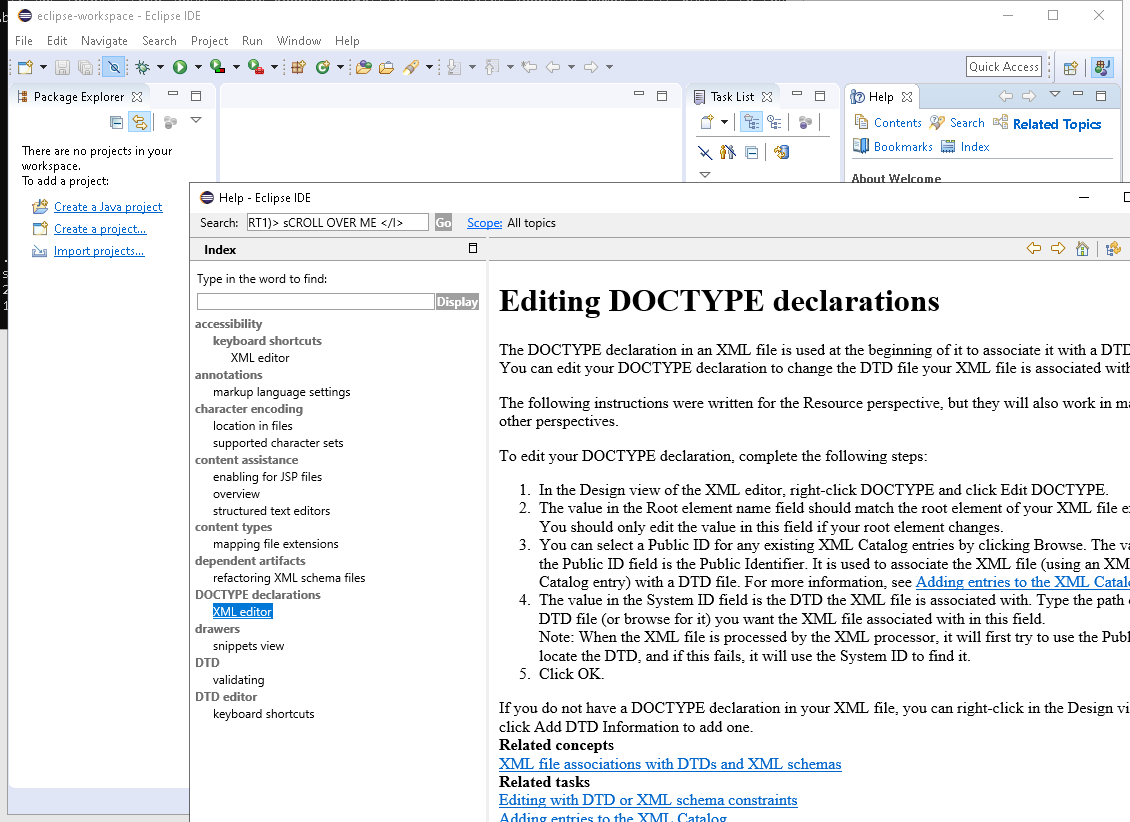 eclipse-workspace - Eclipse IDE
File Edit Navigate Search Project Run Window Help
Quick Access
Package Explorer
Task List
Help
Contents Search Related Topics
Bookmarks Index
About Welcome
There are no projects in your
workspace.
To add a project:
Create a Java project
Create a project...
Import projects...
Help - Eclipse IDE
Search: RT1)> sCROLL OVER ME </I> Go Scope: All topics
Index
Type in the word to find:
Display
accessibility
keyboard shortcuts
XML editor
annotations
markup language settings
character encoding
location in files
supported character sets
content assistance
enabling for JSP files
overview
structured text editors
content types
mapping file extensions
dependent artifacts
refactoring XML schema files
DOCTYPE declarations
XML editor
drawers
snippets view
DTD
validating
DTD editor
keyboard shortcuts
Editing DOCTYPE declarations
The DOCTYPE declaration in an XML file is used at the beginning of it to associate it with a DTD
You can edit your DOCTYPE declaration to change the DTD file your XML file is associated with
The following instructions were written for the Resource perspective, but they will also work in ma
other perspectives.
To edit your DOCTYPE declaration, complete the following steps:
1. In the Design view of the XML editor, right-click DOCTYPE and click Edit DOCTYPE.
2. The value in the Root element name field should match the root element of your XML file e
You should only edit the value in this field if your root element changes.
3. You can select a Public ID for any existing XML Catalog entries by clicking Browse. The va
the Public ID field is the Public Identifier. It is used to associate the XML file (using an XM
Catalog entry) with a DTD file. For more information, see Adding entries to the XML Catalo
4. The value in the System ID field is the DTD the XML file is associated with. Type the path
DTD file (or browse for it) you want the XML file associated with in this field.
Note: When the XML file is processed by the XML processor, it will first try to use the Publ
locate the DTD, and if this fails, it will use the System ID to find it.
5. Click OK.
If you do not have a DOCTYPE declaration in your XML file, you can right-click in the Design vi
click Add DTD Information to add one.
Related concepts
XML file associations with DTDs and XML schemas
Related tasks
Editing with DTD or XML schema constraints
Adding entries to the XML Catalog